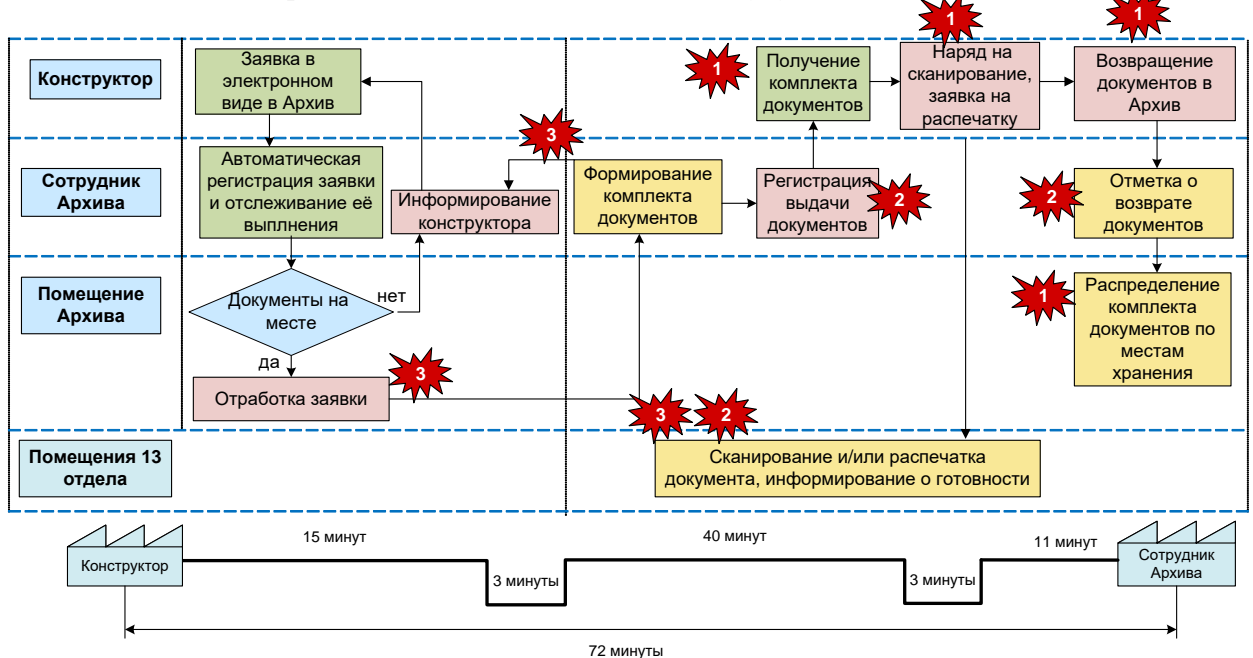 1
1
Конструктор
Заявка в
электронном
виде в Архив
1
Получение
комплекта
документов
Наряд на
сканирование,
заявка на
распечатку
Возвращение
документов в
Архив
3
Сотрудник
Архива
Автоматическая
регистрация заявки
и отслеживание её
выплнения
Информирование
конструктора
Формирование
комплекта
документов
Регистрация
выдачи
документов
2
2
Отметка о
возврате
документов
Помещение
Архива
Документы на
месте
нет
да
1
Распределение
комплекта
документов по
местам
хранения
Отработка заявки
3
3
2
Помещения 13
отдела
Сканирование и/или распечатка
документа, информирование о готовности
Конструктор
15 минут
3 минуты
40 минут
3 минуты
11 минут
Сотрудник
Архива
72 минуты